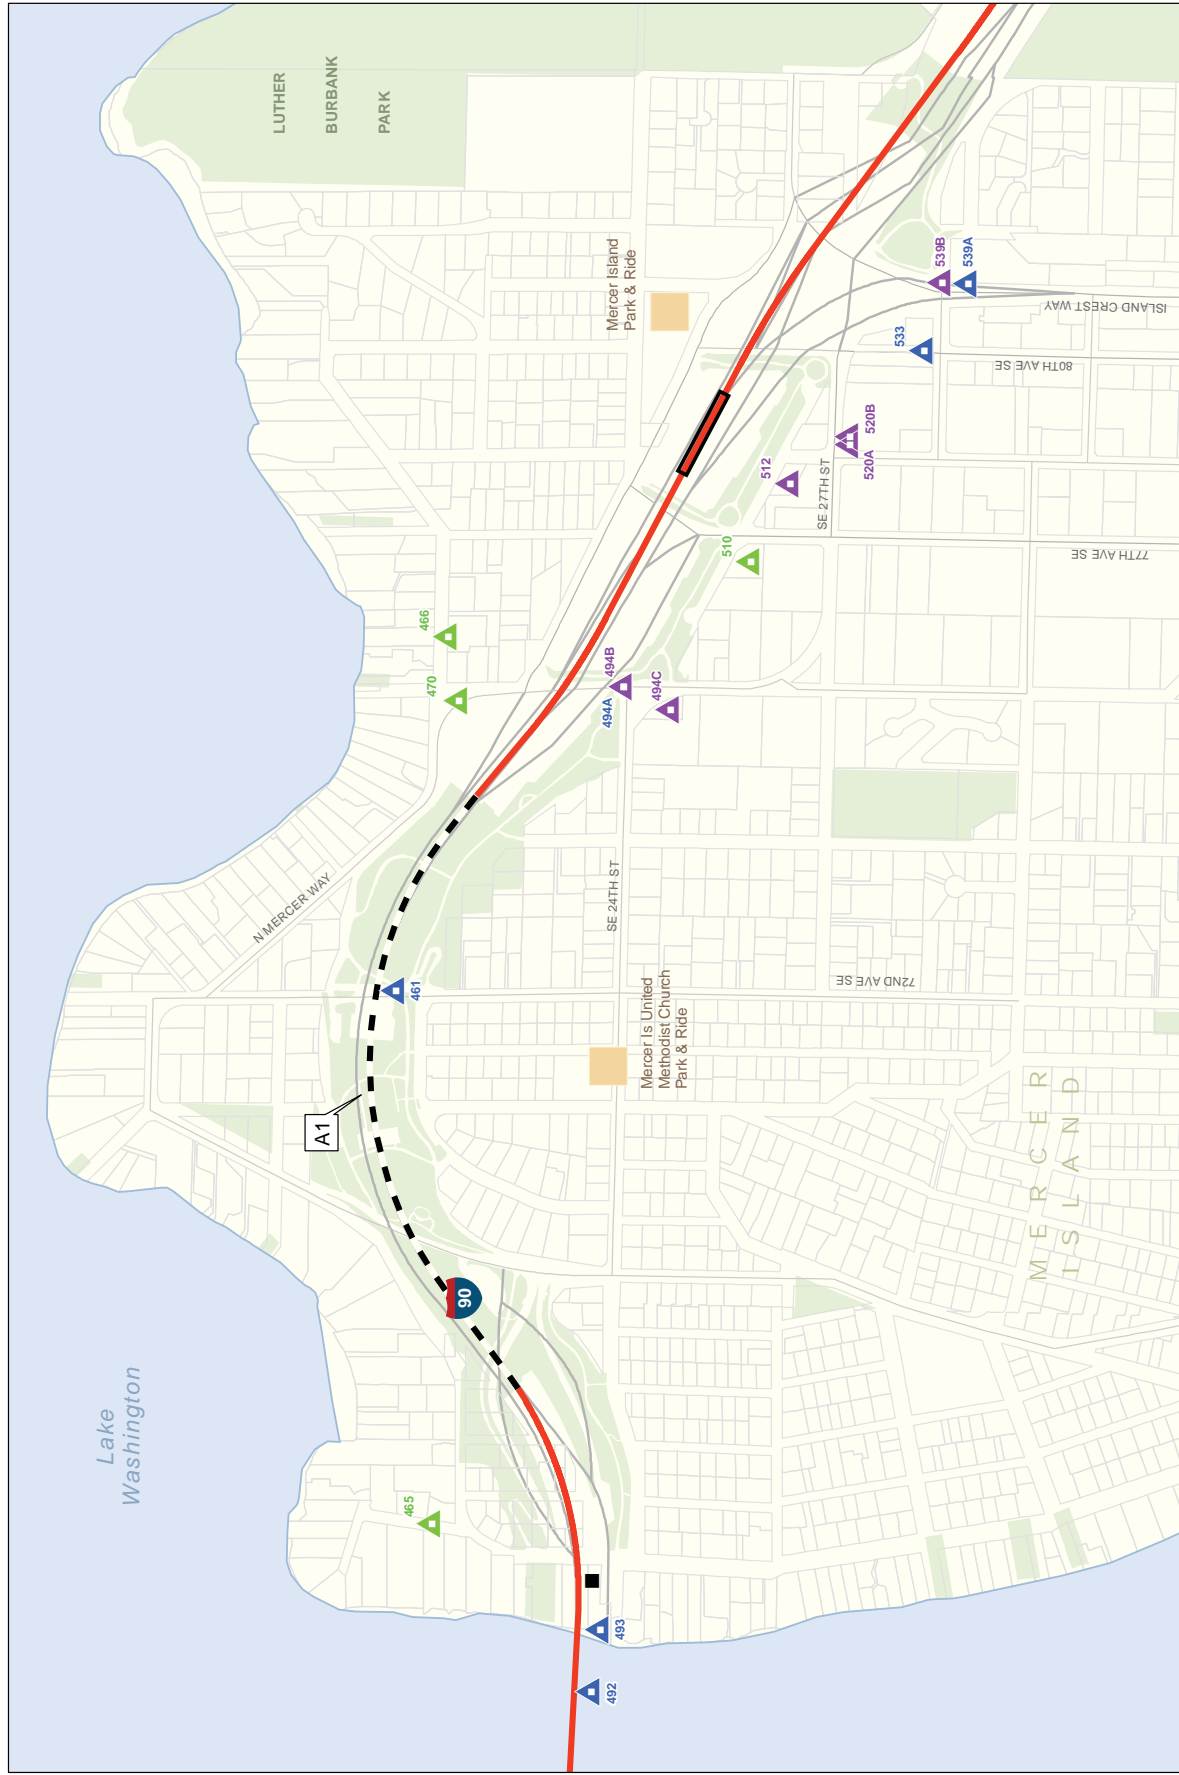 Lake
Washington
LUTHER
BURBANK
PARK
Mercer Island
Park & Ride
N MERCER WAY
A1
90
465
461
470
466
494A
494B
494C
510
512
520A
520B
533
539B
539A
492
493
SE 24TH ST
SE 27TH ST
Mercer Is United
Methodist Church
Park & Ride
72ND AVE SE
77TH AVE SE
80TH AVE SE
ISLAND CREST WAY
MERCER
ISLAND